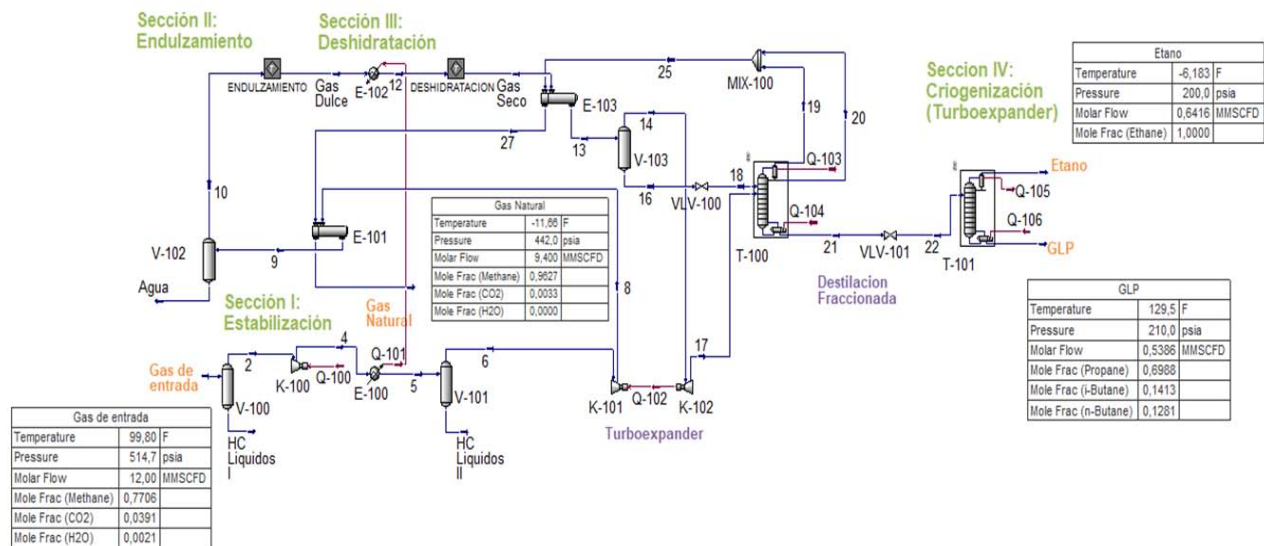 Sección II:
Endulzamiento
Sección III:
Deshidratación
ENDULZAMIENTO
Gas
Dulce
E-102
12
DESHIDRATACION
Gas
Seco
E-103
25
MIX-100
19
20
27
13
14
V-103
16
VLV-100
18
Q-103
Q-104
T-100
21
VLV-101
22
T-101
Q-105
Q-106
Etano
GLP
Seccion IV:
Criogenización
(Turboexpander)
Etano
Temperature -6,183 F
Pressure 200,0 psia
Molar Flow 0,6416 MMSCFD
Mole Frac (Ethane) 1,0000
10
V-102
9
E-101
Agua
Gas Natural
Temperature -11,66 F
Pressure 442,0 psia
Molar Flow 9,400 MMSCFD
Mole Frac (Methane) 0,9627
Mole Frac (CO2) 0,0033
Mole Frac (H2O) 0,0000
8
Destilacion
Fraccionada
GLP
Temperature 129,5 F
Pressure 210,0 psia
Molar Flow 0,5386 MMSCFD
Mole Frac (Propane) 0,6988
Mole Frac (i-Butane) 0,1413
Mole Frac (n-Butane) 0,1281
Sección I:
Estabilización
Gas
Natural
Gas de
entrada
2
V-100
K-100
Q-100
4
Q-101
E-100
5
6
V-101
K-101
Q-102
K-102
17
Turboexpander
HC
Liquidos
I
HC
Liquidos
II
Gas de entrada
Temperature 99,80 F
Pressure 514,7 psia
Molar Flow 12,00 MMSCFD
Mole Frac (Methane) 0,7706
Mole Frac (CO2) 0,0391
Mole Frac (H2O) 0,0021